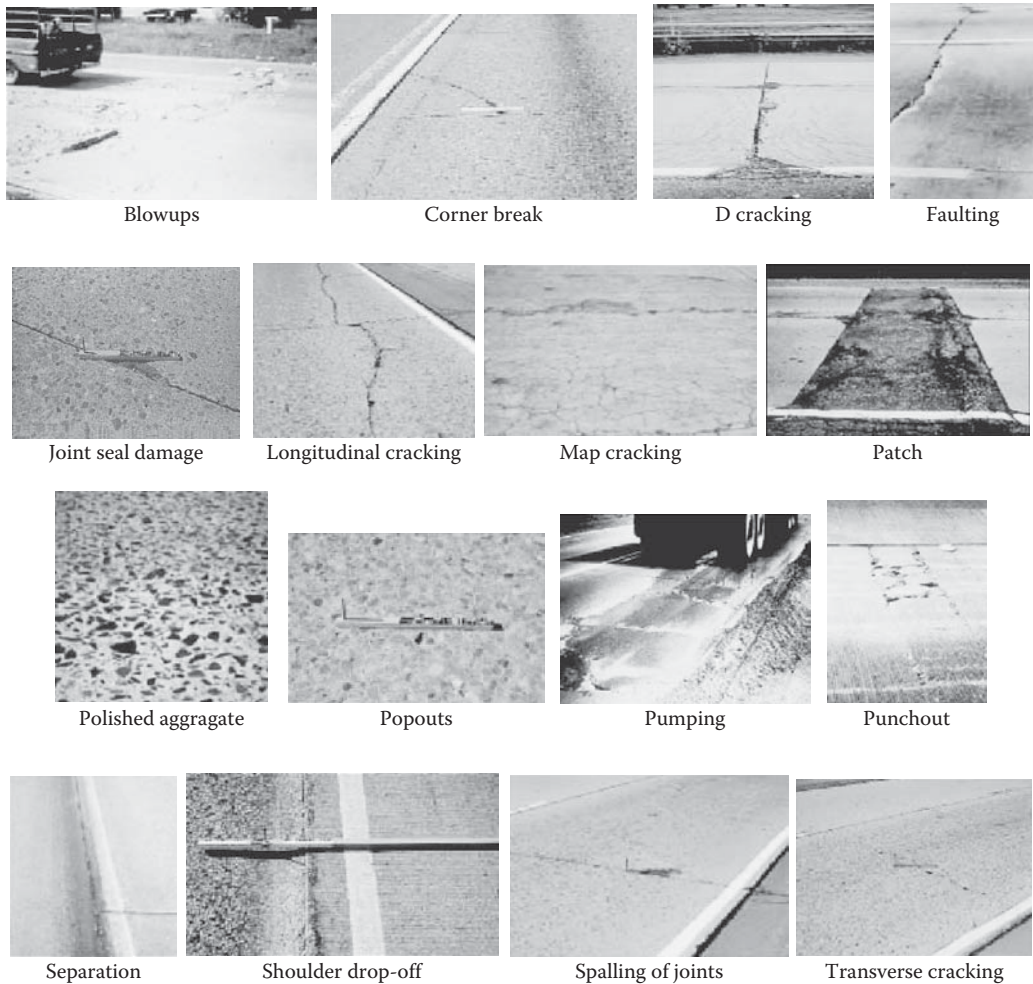 Blowups
Corner break
D cracking
Faulting
Joint seal damage
Longitudinal cracking
Map cracking
Patch
Polished aggragate
Popouts
Pumping
Punchout
Separation
Shoulder drop-off
Spalling of joints
Transverse cracking